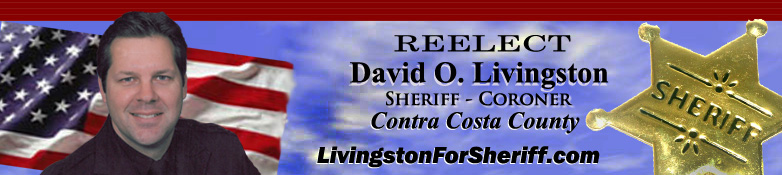 REELECT
David O. Livingston
SHERIFF - CORONER
Contra Costa County
LivingstonForSheriff.com
SHERIFF